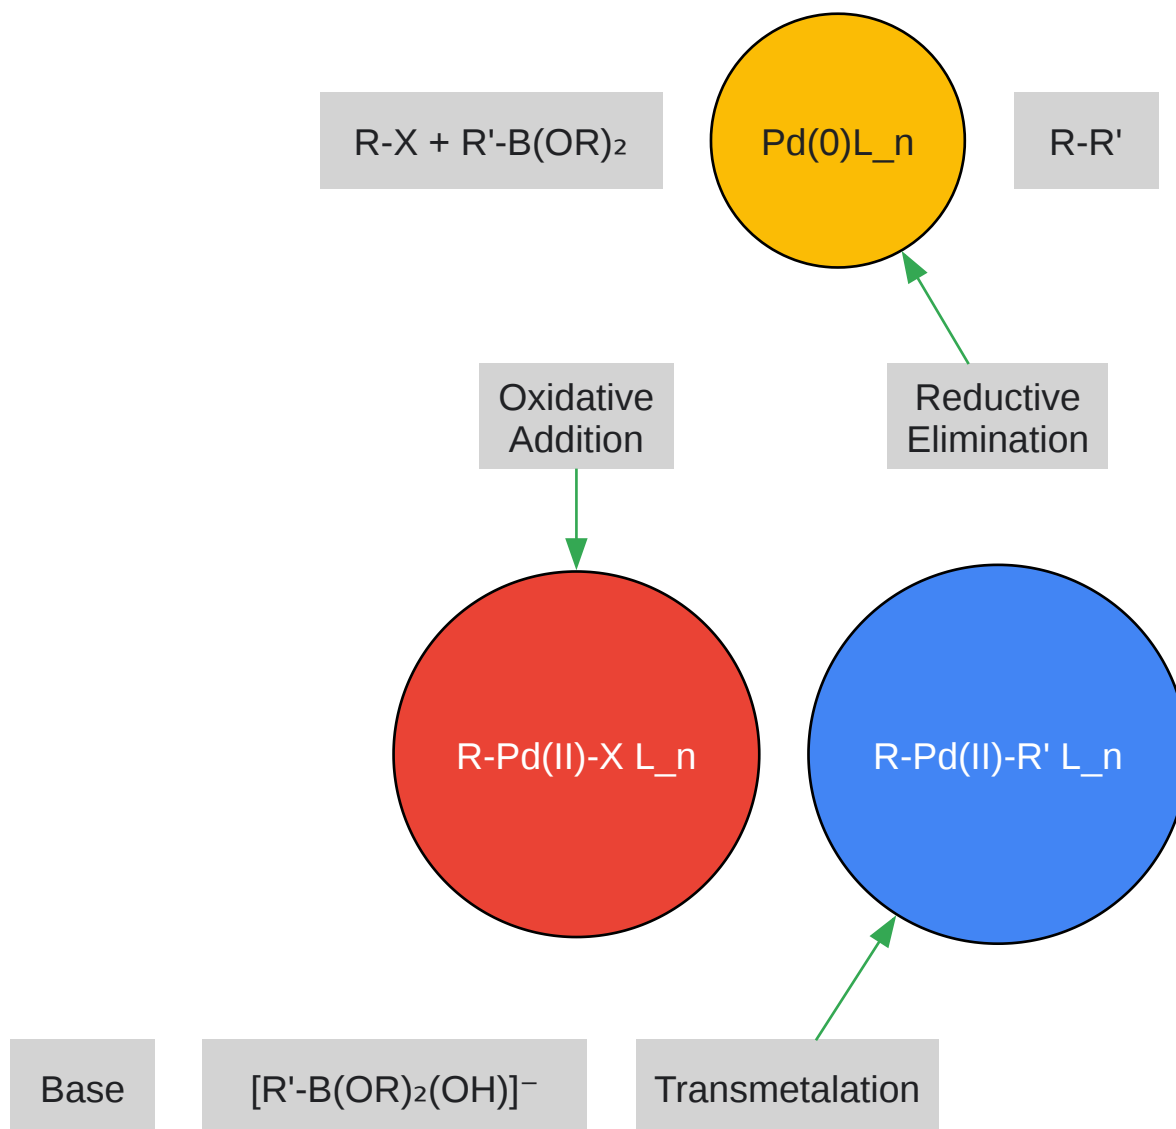 R-X + R'-B(OR)₂
Pd(0)L_n
R-R'
Oxidative
Addition
Reductive
Elimination
R-Pd(II)-X L_n
R-Pd(II)-R' L_n
Base
[R'-B(OR)₂(OH)]⁻
Transmetalation